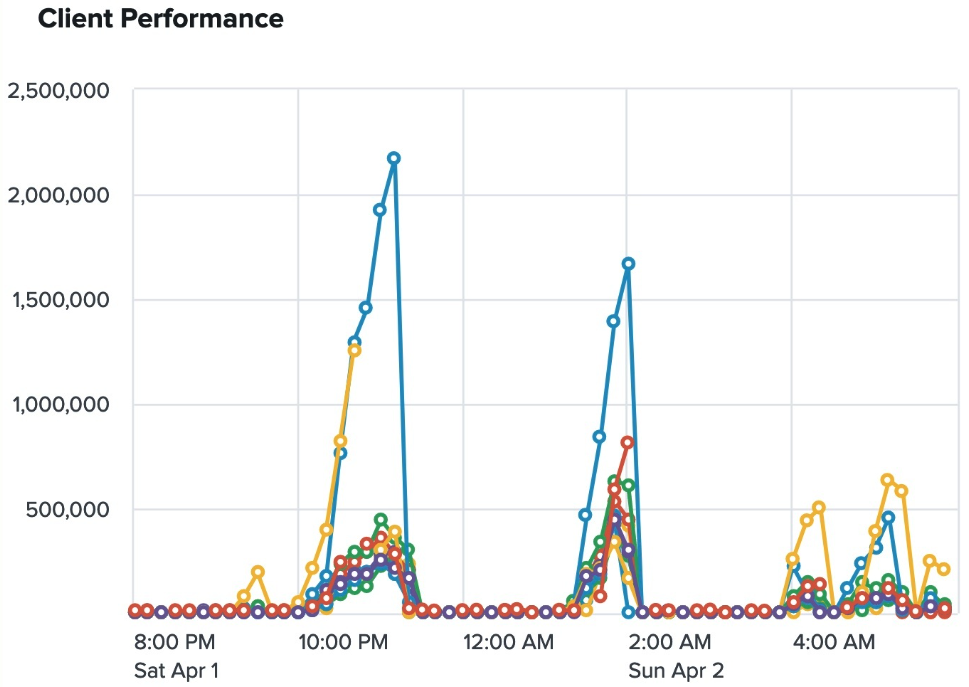 Client Performance
2,500,000
2,000,000
1,500,000
1,000,000
500,000
8:00 PM 10:00 PM 12:00 AM 2:00 AM 4:00 AM
Sat Apr 1 Sun Apr 2